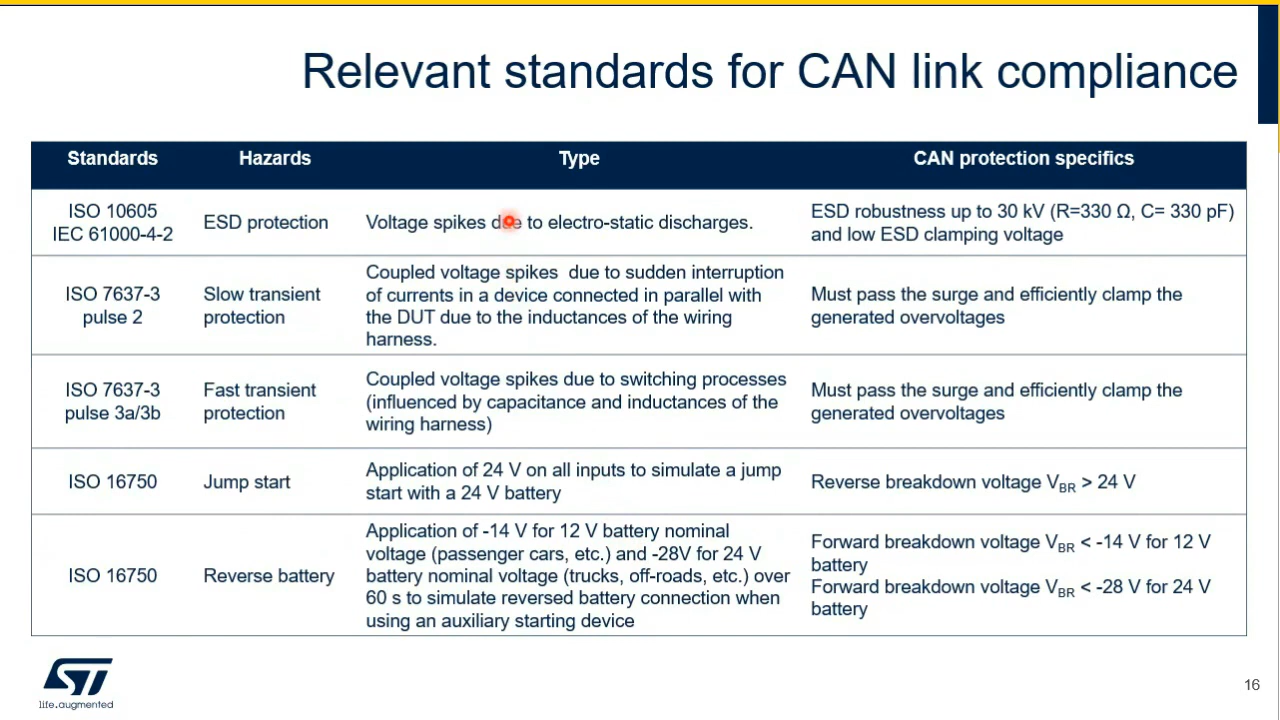 Relevant standards for CAN link compliance
Standards
Hazards
Type
CAN protection specifics
ISO 10605
IEC 61000-4-2
ESD protection
Voltage spikes due to electro-static discharges.
ESD robustness up to 30 kV (R=330 Ω, C= 330 pF)
and low ESD clamping voltage
ISO 7637-3
pulse 2
Slow transient
protection
Coupled voltage spikes  due to sudden interruption
of currents in a device connected in parallel with
the DUT due to the inductances of the wiring
harness.
Must pass the surge and efficiently clamp the
generated overvoltages
ISO 7637-3
pulse 3a/3b
Fast transient
protection
Coupled voltage spikes due to switching processes
(influenced by capacitance and inductances of the
wiring harness)
Must pass the surge and efficiently clamp the
generated overvoltages
ISO 16750
Jump start
Application of 24 V on all inputs to simulate a jump
start with a 24 V battery
Reverse breakdown voltage VBR > 24 V
ISO 16750
Reverse battery
Application of -14 V for 12 V battery nominal
voltage (passenger cars, etc.) and -28V for 24 V
battery nominal voltage (trucks, off-roads, etc.) over
60 s to simulate reversed battery connection when
using an auxiliary starting device
Forward breakdown voltage VBR < -14 V for 12 V
battery
Forward breakdown voltage VBR < -28 V for 24 V
battery
ST
life.augmented
16